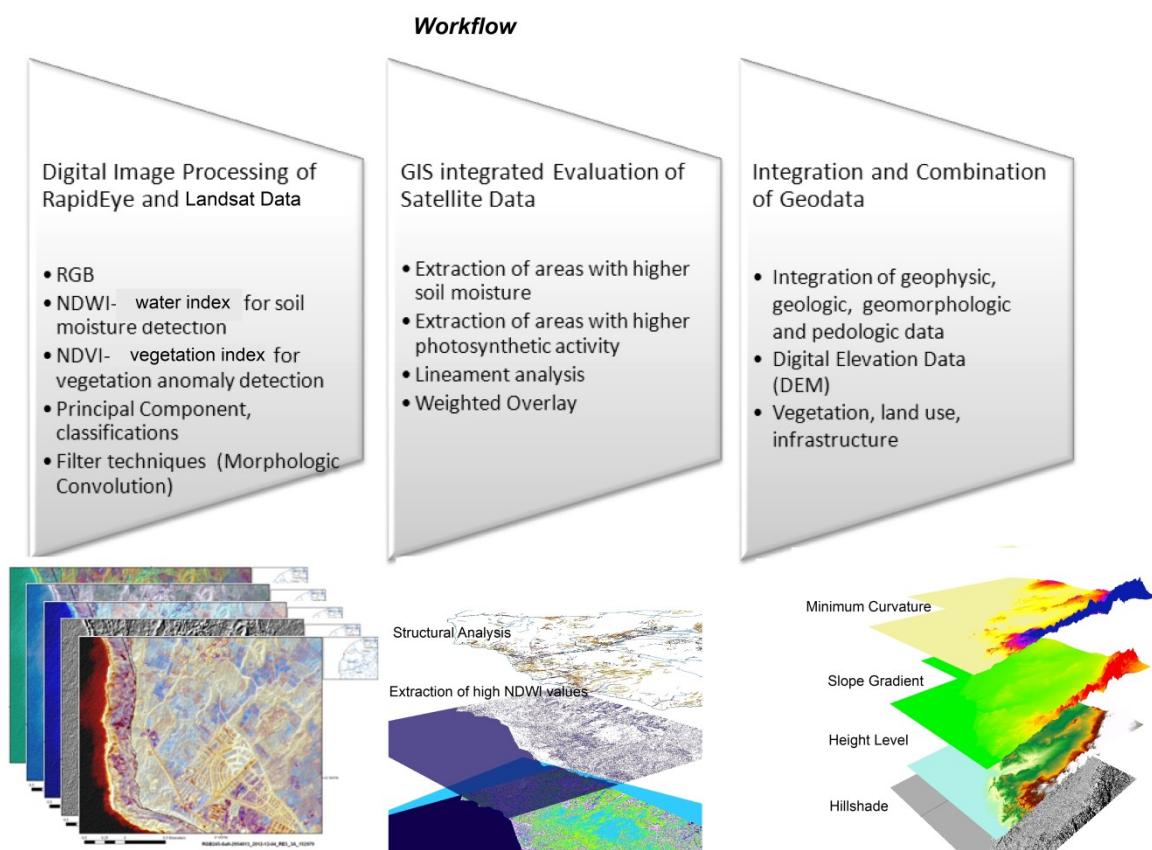 Workflow
Digital Image Processing of
RapidEye and Landsat Data
• RGB
• NDWI- water index for soil
moisture detection
• NDVI- vegetation index for
vegetation anomaly detection
• Principal Component,
classifications
• Filter techniques (Morphologic
Convolution)
GIS integrated Evaluation of
Satellite Data
• Extraction of areas with higher
soil moisture
• Extraction of areas with higher
photosynthetic activity
• Lineament analysis
• Weighted Overlay
Integration and Combination
of Geodata
• Integration of geophysic,
geologic, geomorphologic
and pedologic data
• Digital Elevation Data
(DEM)
• Vegetation, land use,
infrastructure
Structural Analysis
Extraction of high NDWI values
Minimum Curvature
Slope Gradient
Height Level
Hillshade